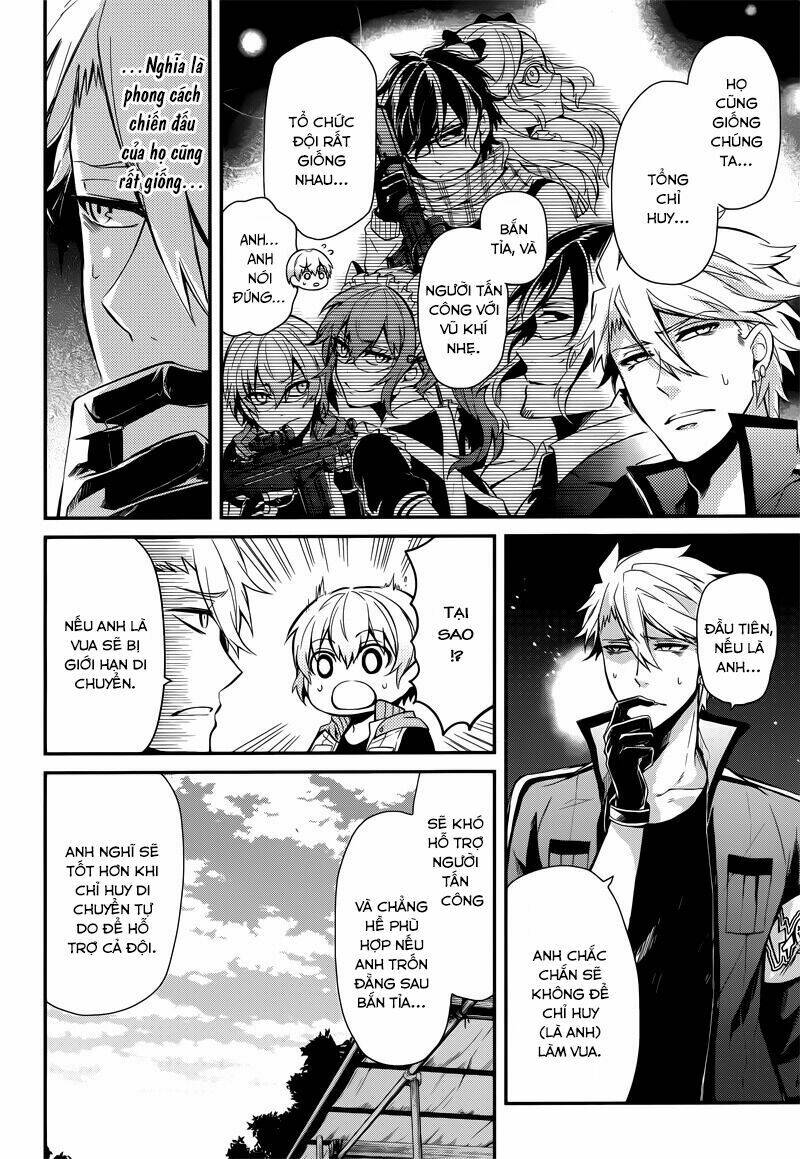 HỌ
CŨNG
GIỐNG
CHÚNG
TA...
TỔNG
CHỈ
HUY...
BẮN
TỈA, VÀ
NGƯỜI TẤN
CÔNG VỚI
VŨ KHÍ
NHẸ.
TỔ CHỨC
ĐỘI RẤT
GIỐNG
NHAU...
ANH...
ANH
NÓI
ĐÚNG...
...Nghĩa là
phong cách
chiến đấu
của họ cũng
rất giống...
ĐẦU TIÊN,
NẾU LÀ
ANH...
ANH CHẮC
CHẮN SẼ
KHÔNG ĐỂ
CHỈ HUY
(LÀ ANH)
LÀM VUA.
TẠI
SAO
!?
NẾU ANH LÀ
VUA SẼ BỊ
GIỚI HẠN DI
CHUYỂN.
SẼ KHÓ
HỖ TRỢ
NGƯỜI
TẤN
CÔNG
VÀ CHẲNG
HỀ PHÙ
HỢP NẾU
ANH TRỐN
ĐẰNG SAU
BẮN TỈA...
ANH NGHĨ SẼ
TỐT HƠN KHI
CHỈ HUY DI
CHUYỂN TỰ
DO ĐỂ HỖ
TRỢ CẢ ĐỘI.